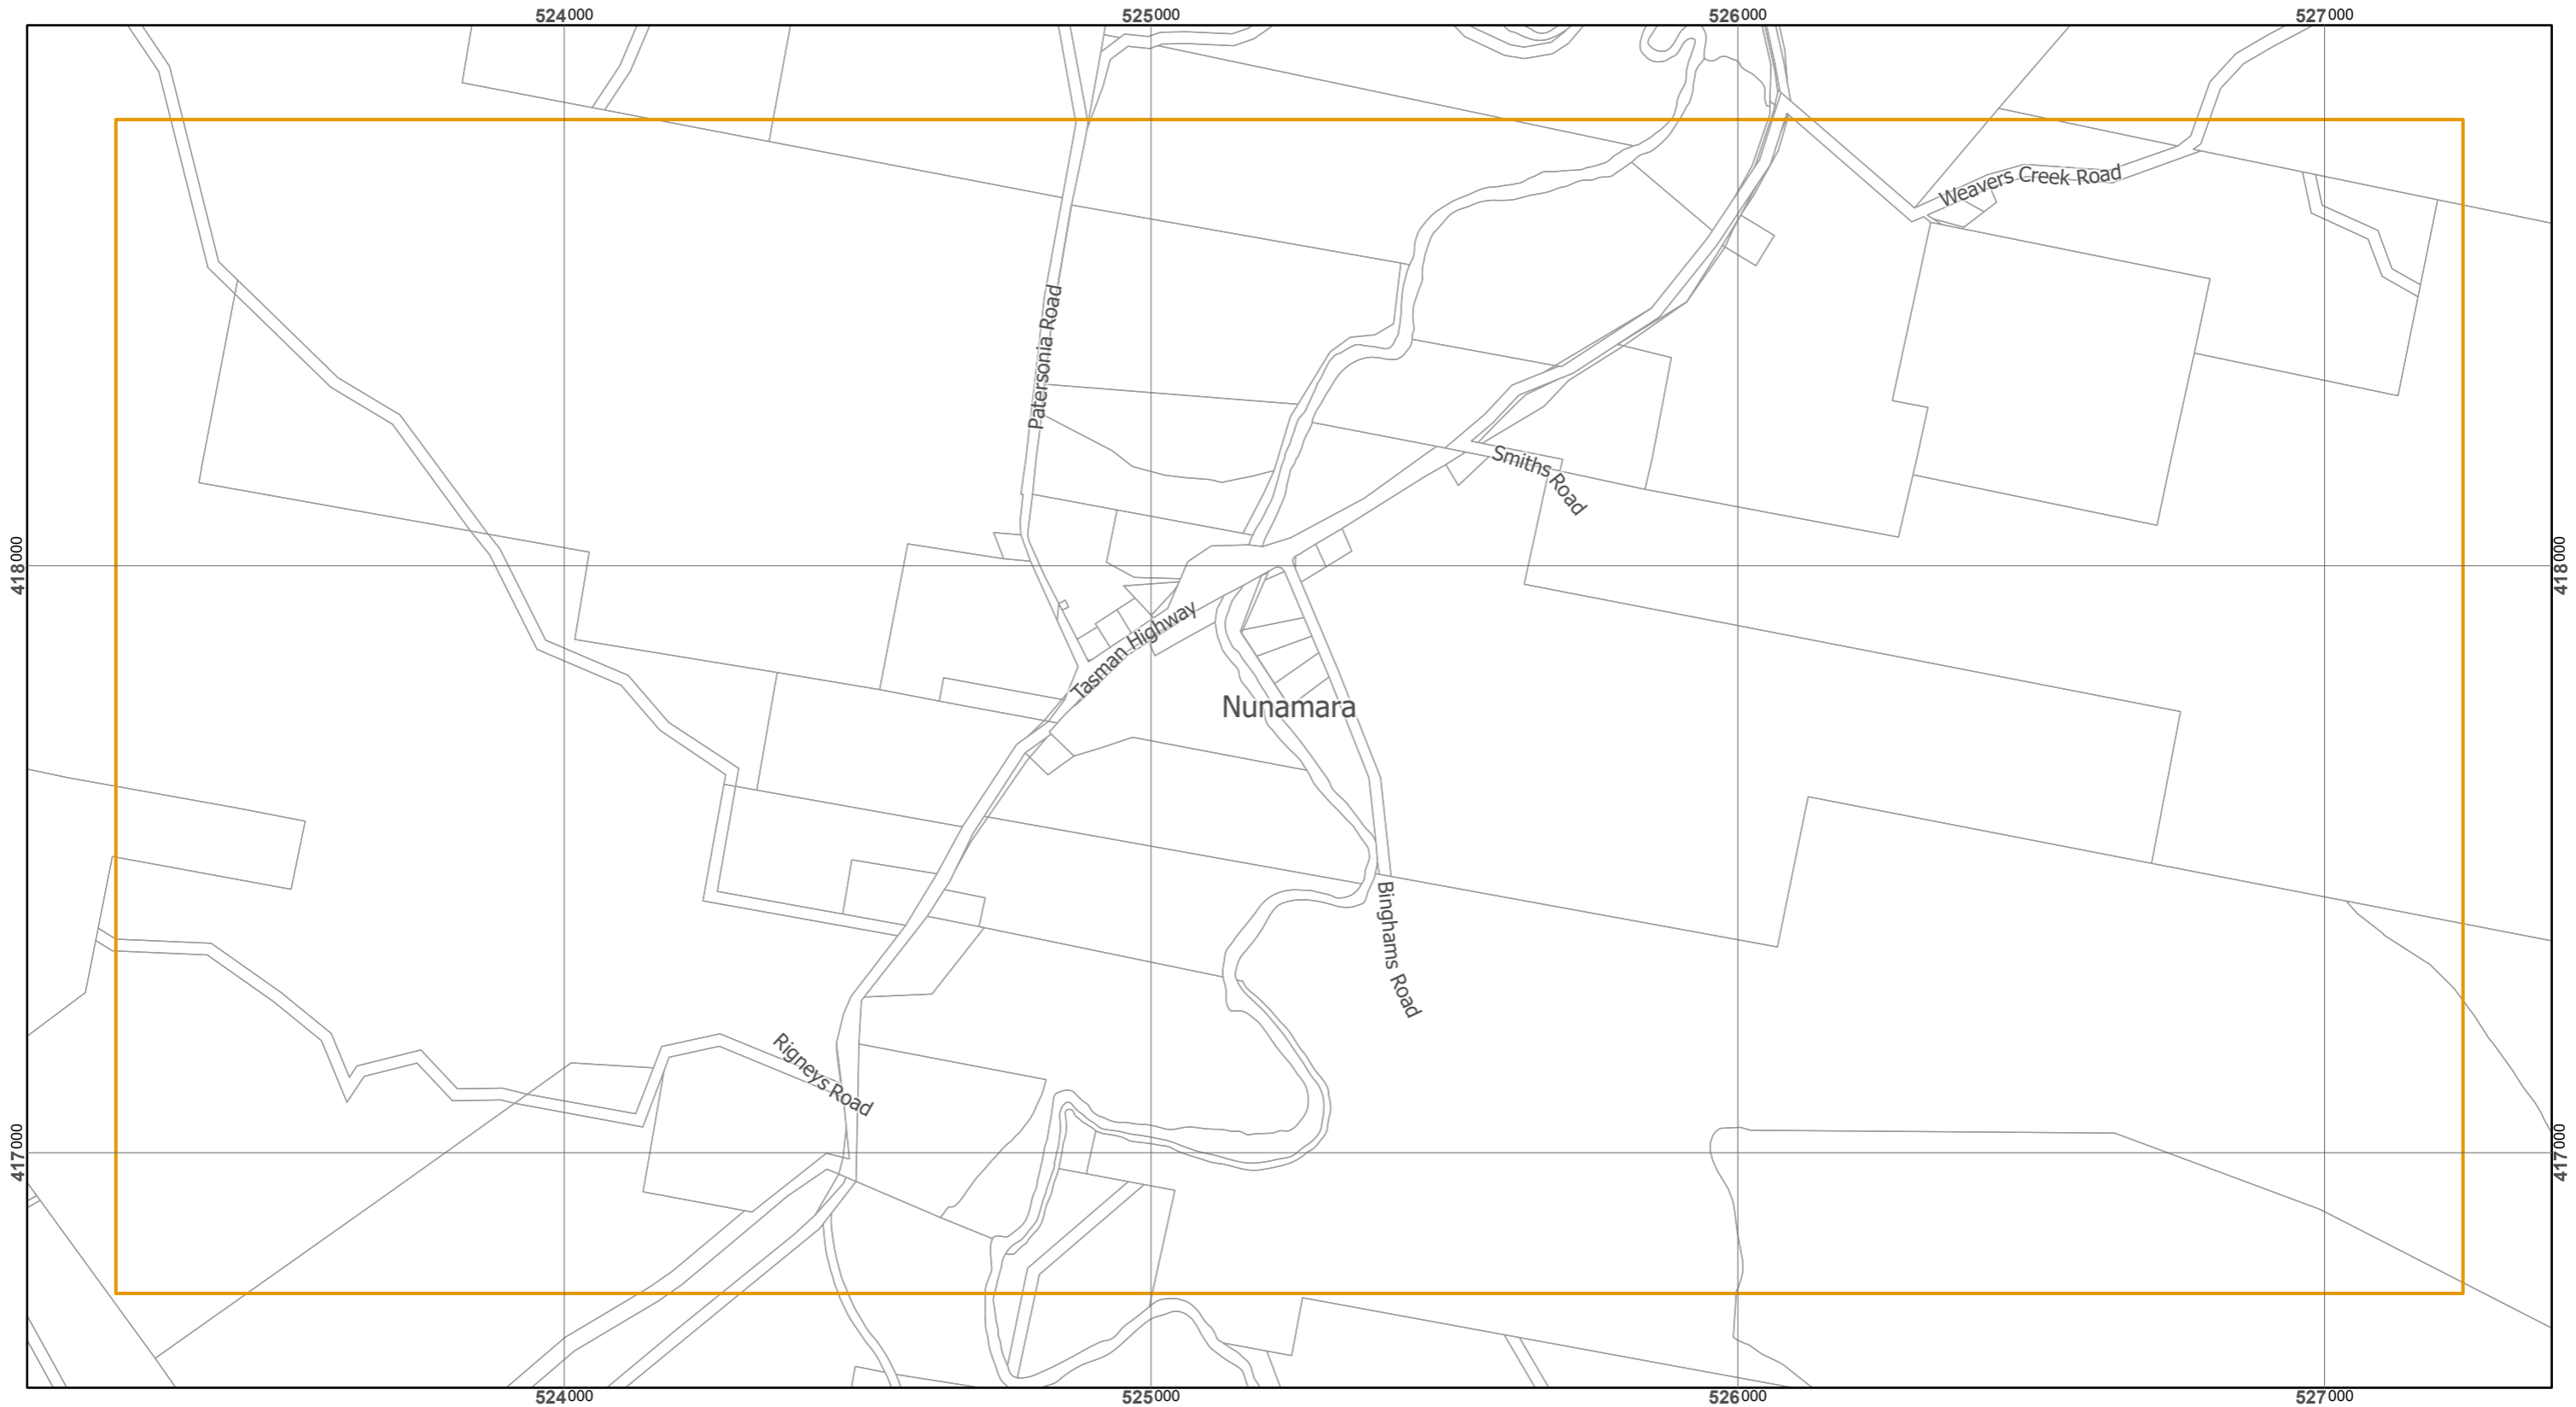 524000
525000
526000
527000
Weavers Creek Road
Patersonia Road
Smiths Road
418000
418000
Tasman Highway
Nunamara
Binghams Road
Rigneys Road
417000
417000
524000
525000
526000
527000